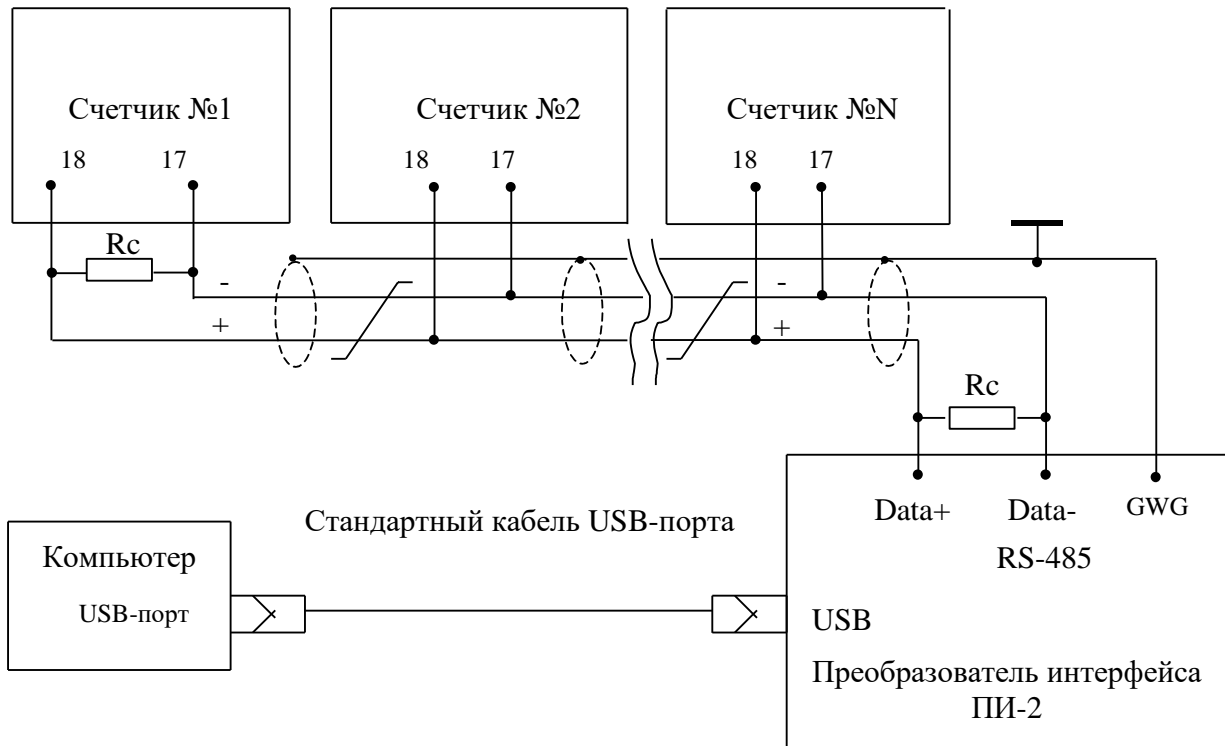 Счетчик №1
Счетчик №2
Счетчик №N
18 17
18 17
18 17
Rc
-
+
-
+
Rc
Data+ Data- GWG
RS-485
Стандартный кабель USB-порта
Компьютер
USB-порт
USB
Преобразователь интерфейса
ПИ-2